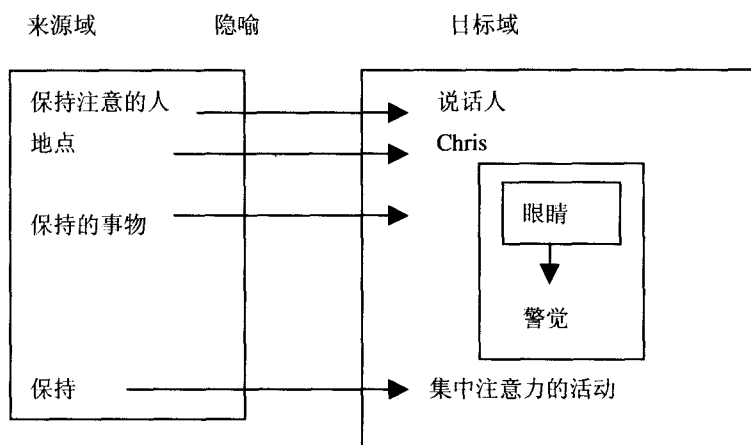 来源域 隐喻 目标域
保持注意的人 说话人
地点 Chris
保持的事物 眼睛
警觉
保持 集中注意力的活动